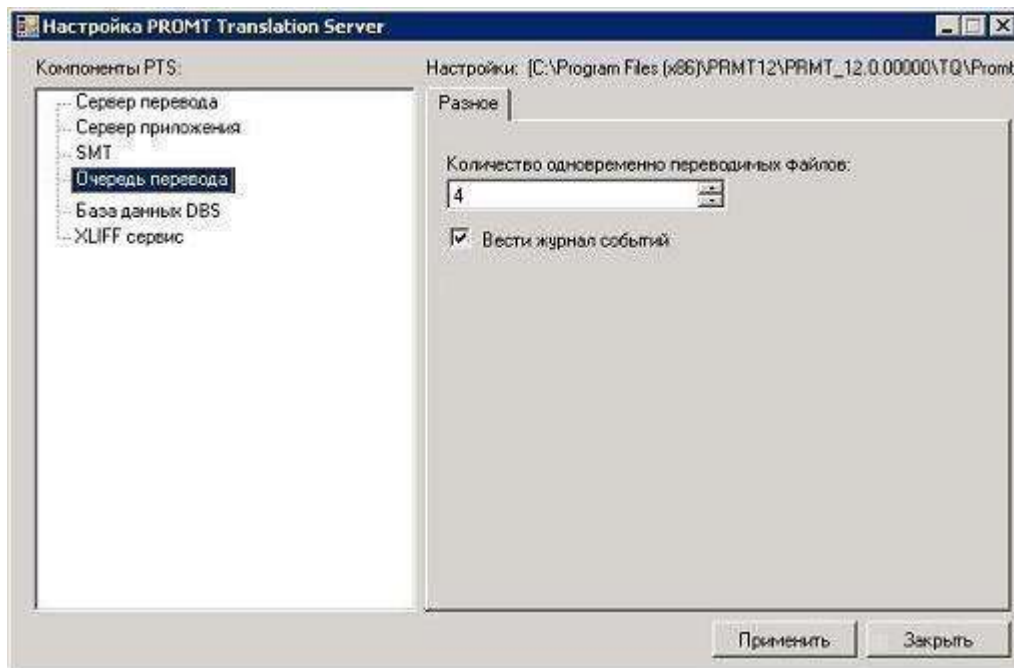 Настройка PROMT Translation Server
Компоненты PTS:
Сервер перевода
Сервер приложения
SMT
Очередь перевода
База данных DBS
XLIFF сервис
Настройки: [C:\Program Files (x86)\PRMT12\PRMT_12.0.00000\TQ\Promt
Разное
Количество одновременно переводимых файлов:
4
Вести журнал событий
Применить
Закрыть